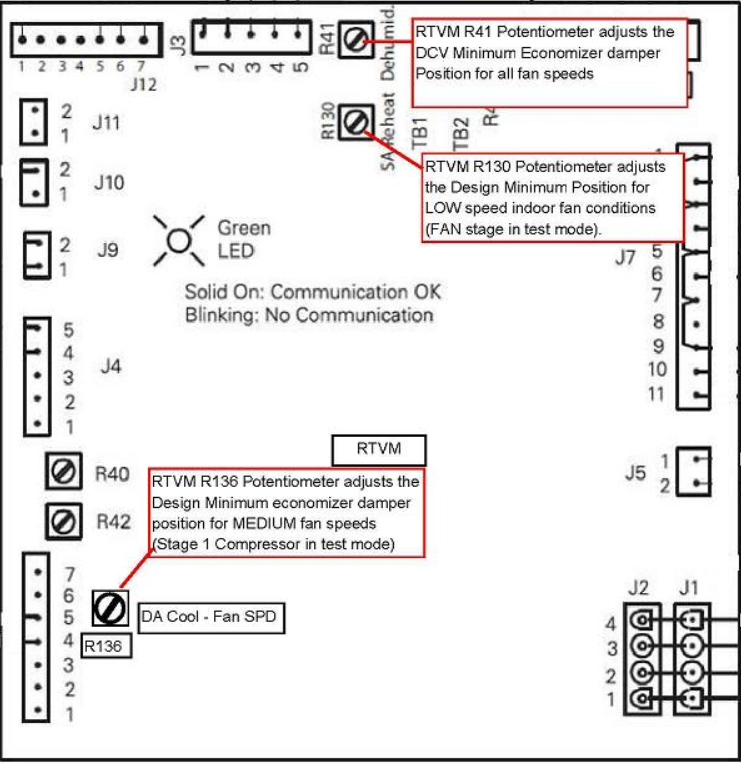 R41
Dehumid.
RTVM R41 Potentiometer adjusts the
DCV Minimum Economizer damper
Position for all fan speeds
1 2 3 4 5 6 7
J12
J3
1 2 3 4 5
R130
SA Reheat
TB1
TB2
RTVM R130 Potentiometer adjusts
the Design Minimum Position for
LOW speed indoor fan conditions
(FAN stage in test mode).
2
1
J11
2
1
J10
2
1
J9
Green
LED
Solid On: Communication OK
Blinking: No Communication
J7
5
6
7
8
9
10
11
5
4
3
2
1
J4
RTVM
R40
R42
RTVM R136 Potentiometer adjusts the
Design Minimum economizer damper
position for MEDIUM fan speeds
(Stage 1 Compressor in test mode)
J5
1
2
7
6
5
4
3
2
1
DA Cool - Fan SPD
R136
J2 J1
4
3
2
1